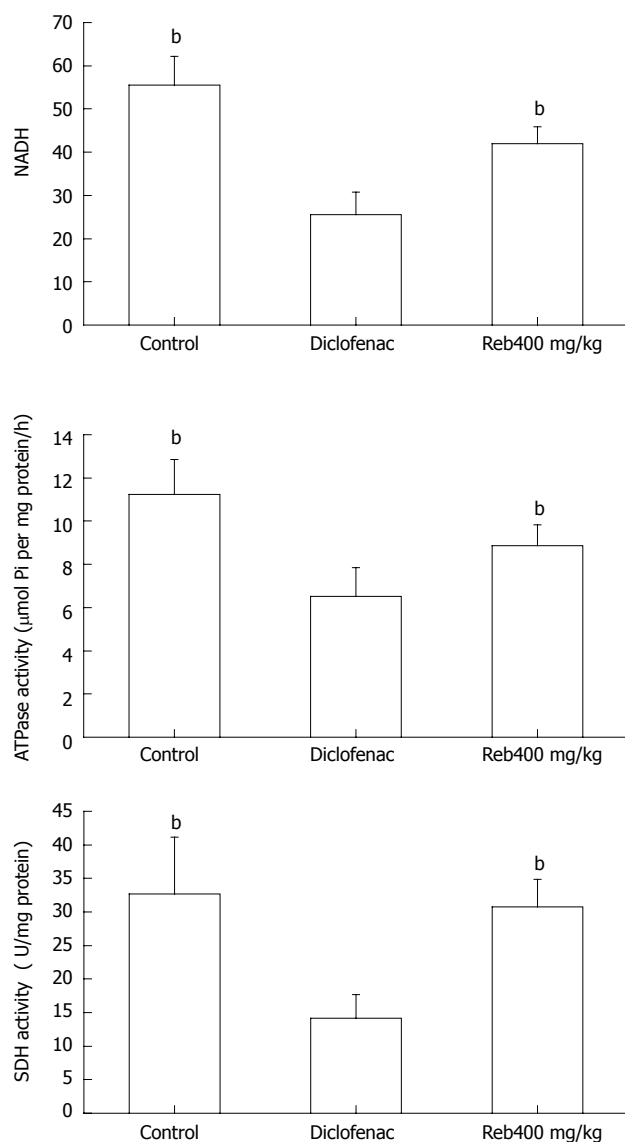 70
60
50
40
30
20
10
0
NADH
b
b
Control Diclofenac Reb400 mg/kg
14
12
10
8
6
4
2
0
ATPase activity (μmol Pi per mg protein/h)
b
b
Control Diclofenac Reb400 mg/kg
45
40
35
30
25
20
15
10
5
0
SDH activity ( U/mg protein)
b
b
Control Diclofenac Reb400 mg/kg